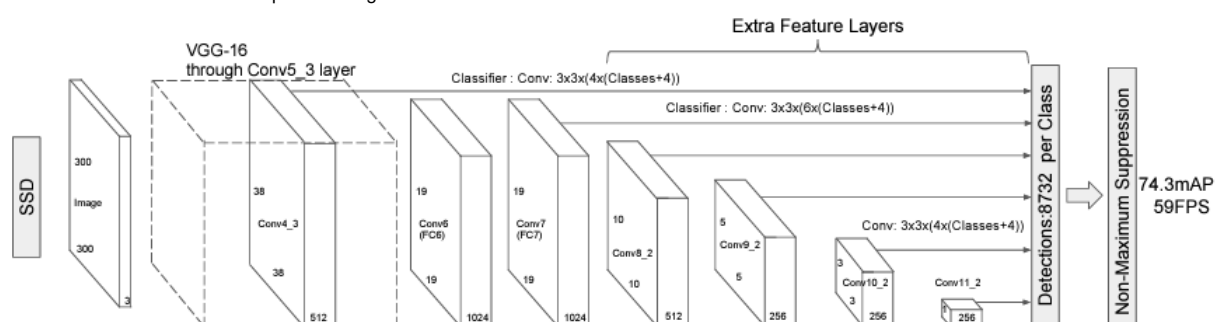 Extra Feature Layers
VGG-16
through Conv5_3 layer
Classifier : Conv: 3x3x(4x(Classes+4))
Classifier : Conv: 3x3x(6x(Classes+4))
SSD
300
Image
300
3
38
Conv4_3
38
512
19
Conv6
(FC6)
19
1024
19
Conv7
(FC7)
19
1024
10
Conv8_2
10
512
5
Conv9_2
5
256
Conv: 3x3x(4x(Classes+4))
3
Conv10_2
3
256
Conv11_2
1
256
Detections:8732 per Class
Non-Maximum Suppression
74.3mAP
59FPS